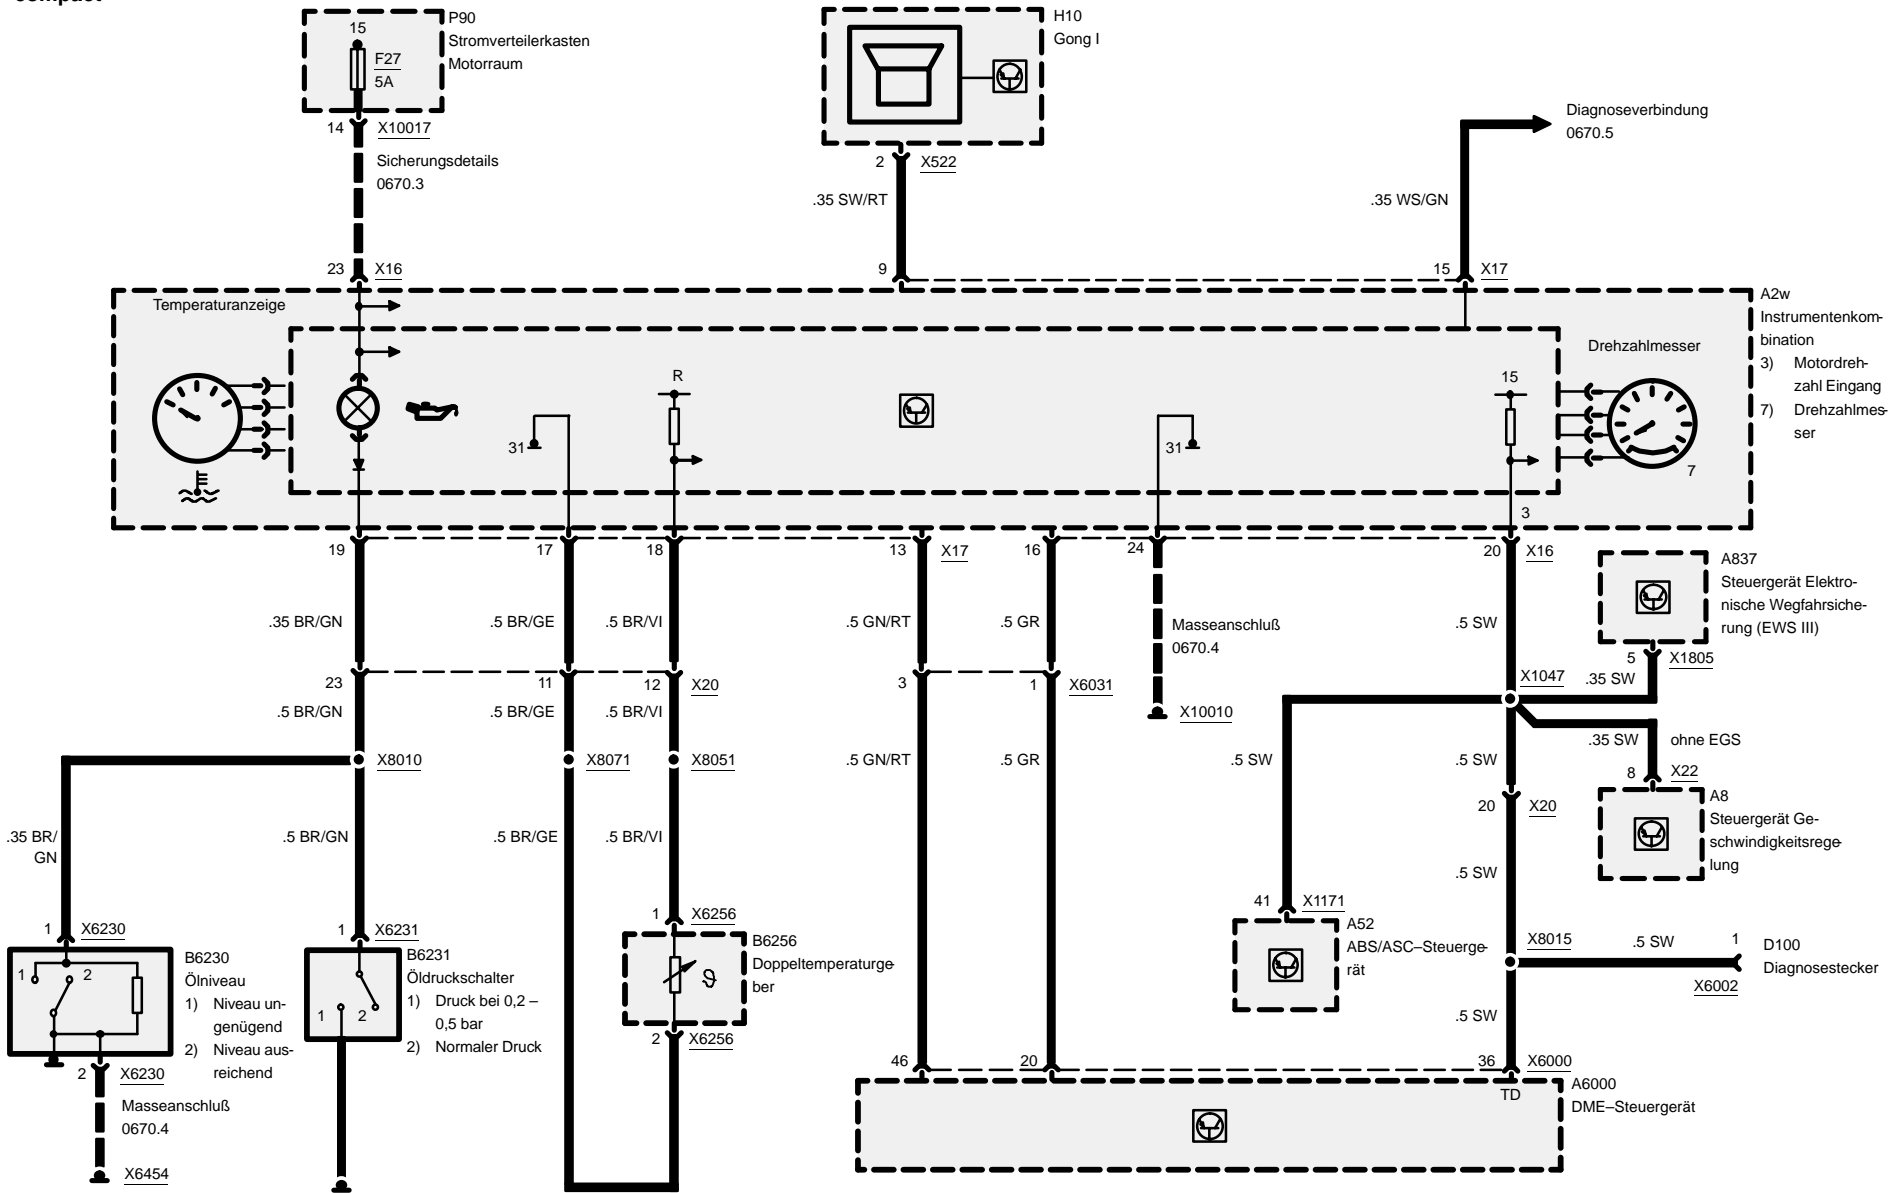 compact
15
F27
5A
P90
Stromverteilerkasten
Motorraum
14
X10017
Sicherungsdetails
0670.3
23
X16
H10
Gong I
2
X522
.35 SW/RT
9
Diagnoseverbindung
0670.5
.35 WS/GN
15
X17
A2w
Instrumentenkom-
bination
3) Motordreh-
zahl Eingang
7) Drehzahlmes-
ser
Temperaturanzeige
Drehzahlmesser
R
15
31
31
7
3
19
17
18
13
X17
16
24
20
X16
.35 BR/GN
.5 BR/GE
.5 BR/VI
.5 GN/RT
.5 GR
Masseanschluß
0670.4
.5 SW
A837
Steuergerät Elektro-
nische Wegfahrsiche-
rung (EWS III)
5
X1805
.35 SW
X1047
23
11
12
X20
3
1
X6031
X10010
.5 BR/GN
.5 BR/GE
.5 BR/VI
X8010
X8071
X8051
.5 GN/RT
.5 GR
.5 SW
.5 SW
.35 SW
ohne EGS
8
X22
20
X20
A8
Steuergerät Ge-
schwindigkeitsrege-
lung
.35 BR/
GN
.5 BR/GN
.5 BR/GE
.5 BR/VI
.5 SW
1
X6230
1
X6231
1
X6256
41
X1171
A52
ABS/ASC–Steuerge-
rät
X8015
.5 SW
1
D100
Diagnosestecker
X6002
1
2
B6230
Ölniveau
1) Niveau un-
genügend
2) Niveau aus-
reichend
1
2
B6231
Öldruckschalter
1) Druck bei 0,2 –
0,5 bar
2) Normaler Druck
ϑ
B6256
Doppeltemperaturge-
ber
2
X6256
.5 SW
2
X6230
Masseanschluß
0670.4
X6454
46
20
36
X6000
TD
A6000
DME–Steuergerät